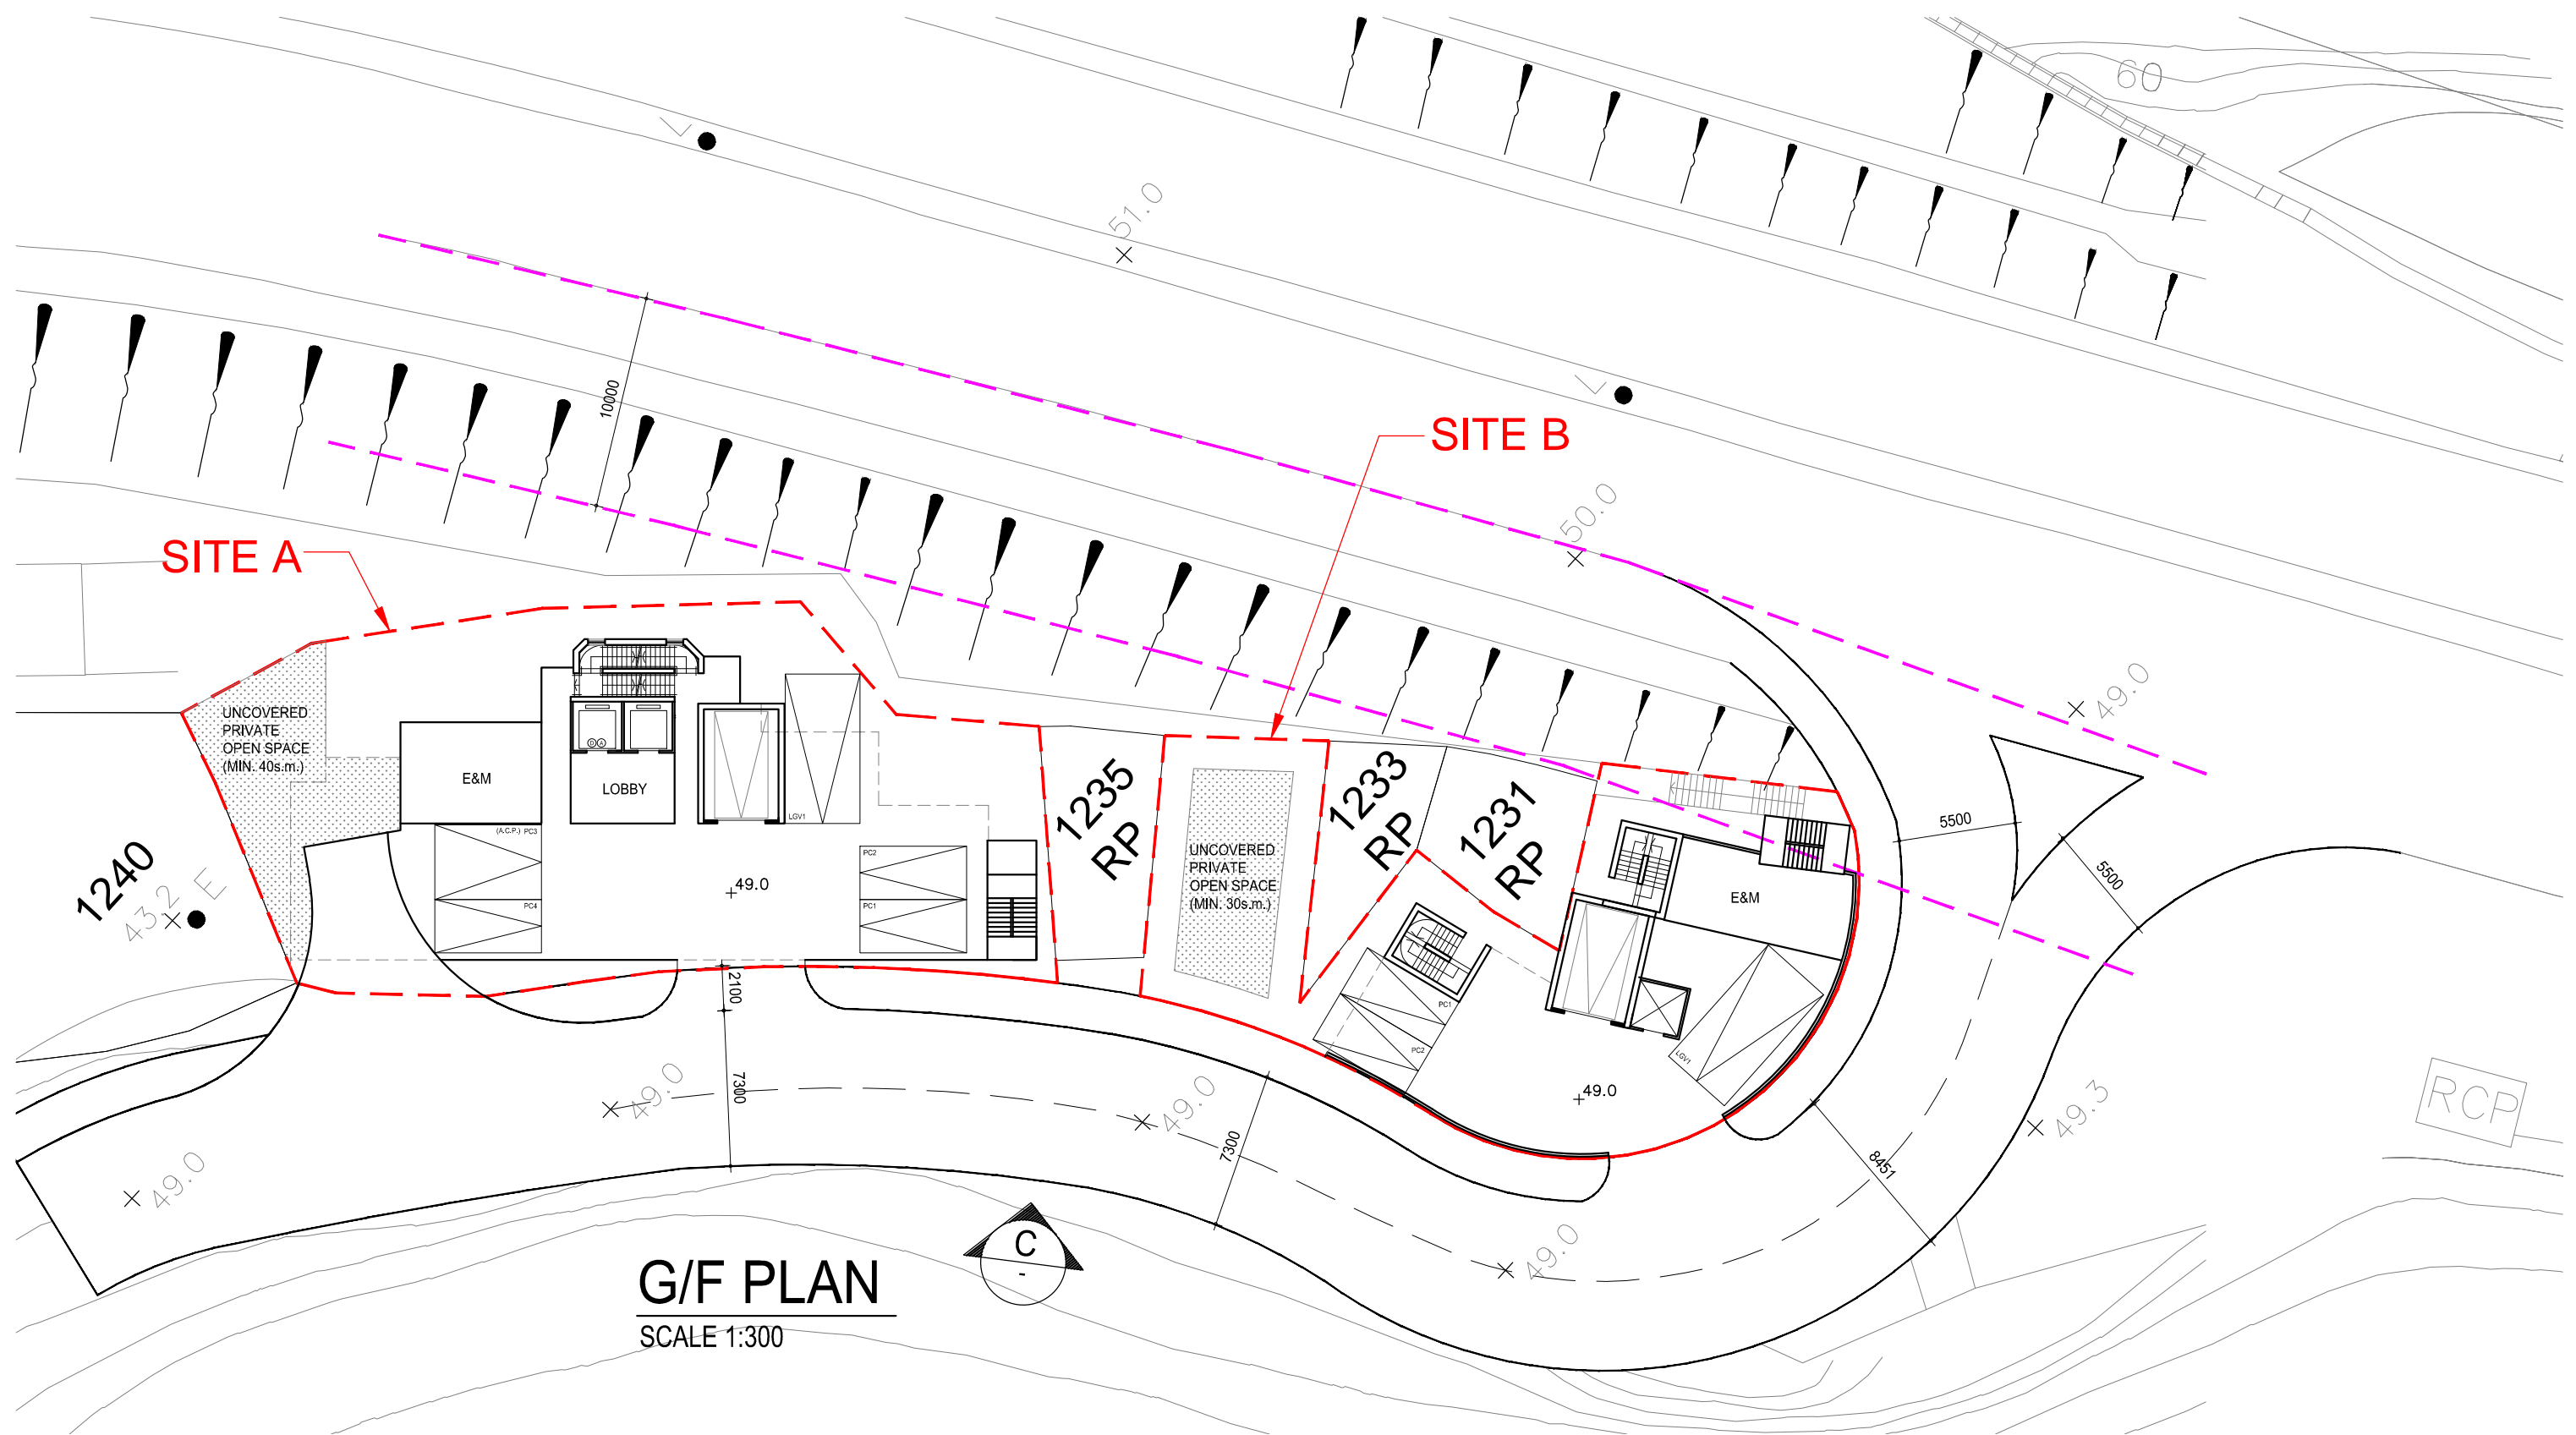 60
51.0
10000
SITE B
50.0
SITE A
49.0
UNCOVERED
PRIVATE
OPEN SPACE
(MIN. 40s.m.)
E&M
LOBBY
LGV1
(A.C.P.) PC3
PC4
PC2
PC1
49.0
1240
43.2
E
1235
RP
1233
RP
1231
RP
UNCOVERED
PRIVATE
OPEN SPACE
(MIN. 30s.m.)
E&M
5500
5500
PC1
PC2
LGV1
49.0
2100
7300
49.0
49.0
7300
49.0
49.3
RCP
8451
49.0
C
-
G/F PLAN
SCALE 1:300